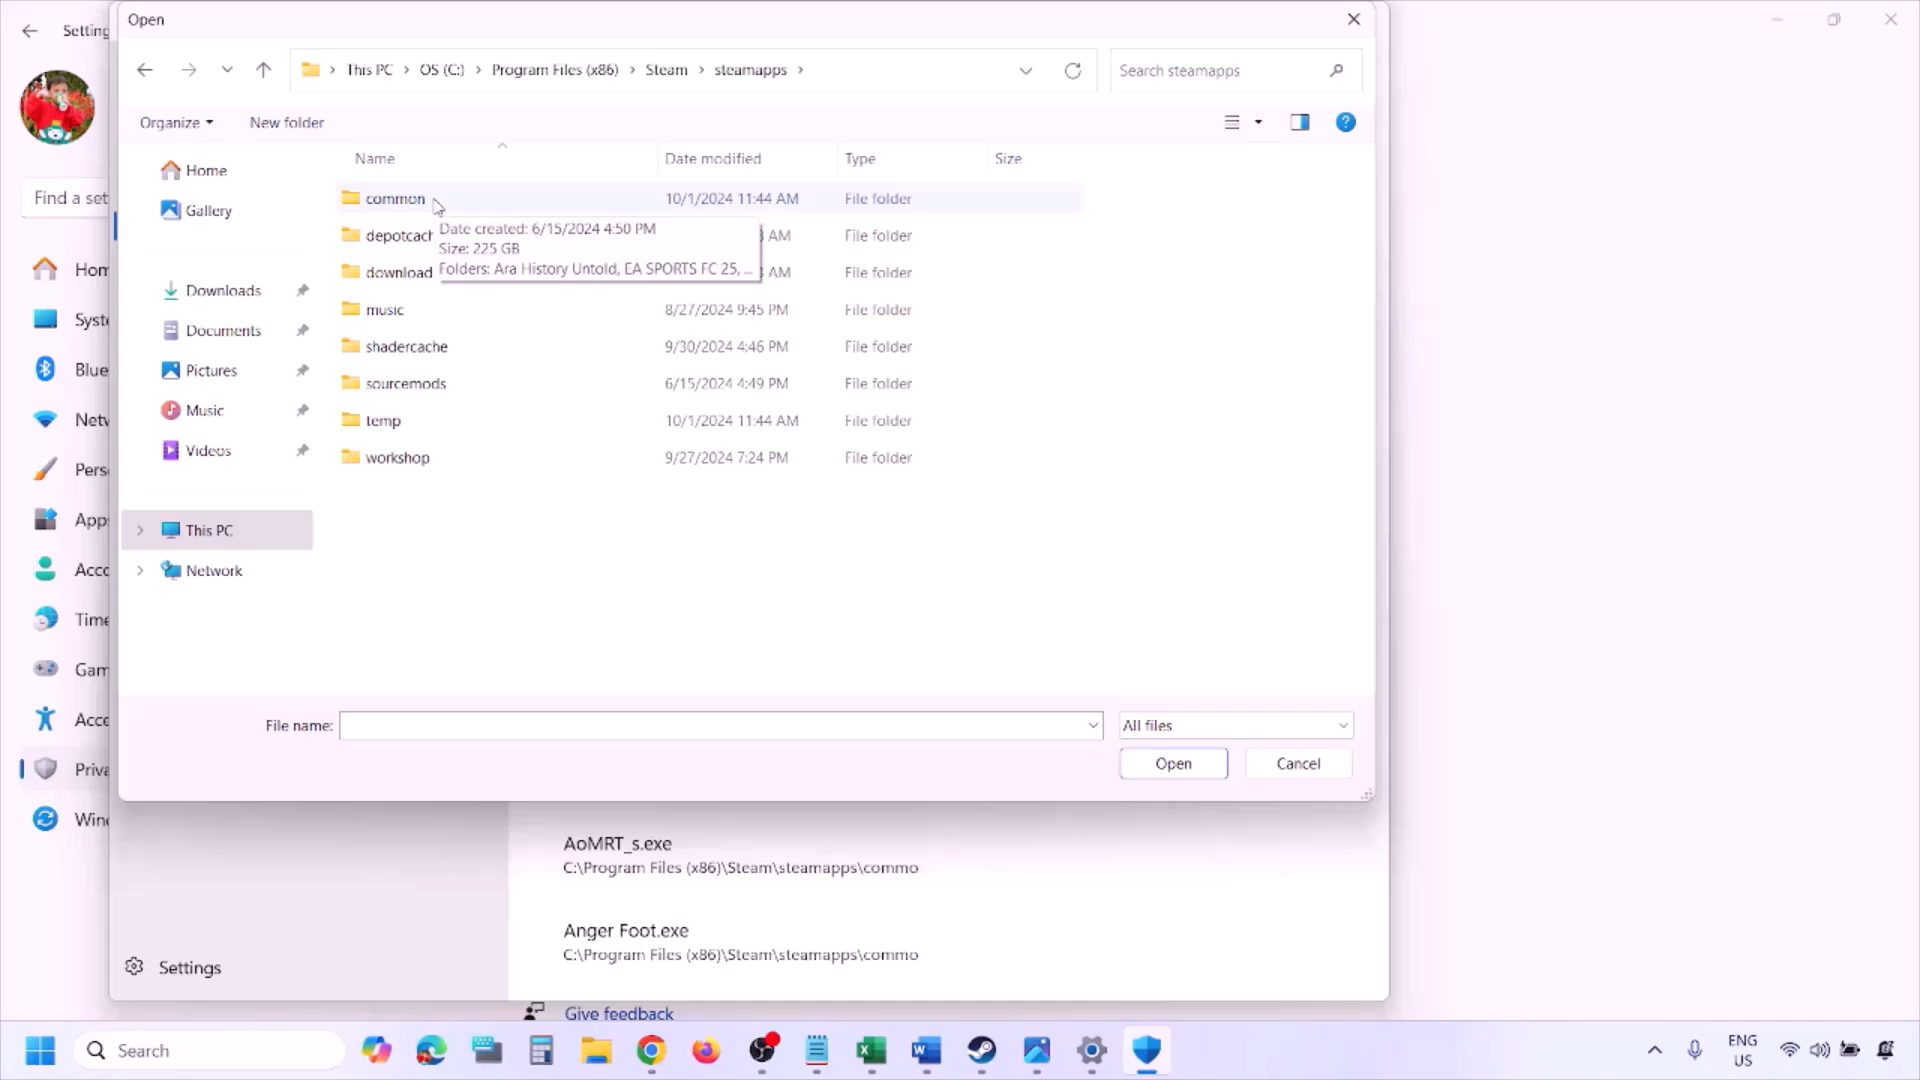 Open
Setting
This PC > OS (C:) > Program Files (x86) > Steam > steamapps >
Search steamapps
Organize
New folder
Name
Date modified
Type
Size
Find a set
Home
Gallery
Downloads
Documents
Pictures
Music
Videos
This PC
Network
common 10/1/2024 11:44 AM File folder
depotcach AM File folder
download AM File folder
Date created: 6/15/2024 4:50 PM
Size: 225 GB
Folders: Ara History Untold, EA SPORTS FC 25, ...
music 8/27/2024 9:45 PM File folder
shadercache 9/30/2024 4:46 PM File folder
sourcemods 6/15/2024 4:49 PM File folder
temp 10/1/2024 11:44 AM File folder
workshop 9/27/2024 7:24 PM File folder
Hom
Syste
Blue
Netw
Pers
Apps
Acco
Time
Gam
Acce
Priva
Wind
File name:
All files
Open
Cancel
AoMRT_s.exe
C:\Program Files (x86)\Steam\steamapps\commo
Anger Foot.exe
C:\Program Files (x86)\Steam\steamapps\commo
Settings
Give feedback
Search
ENG
US